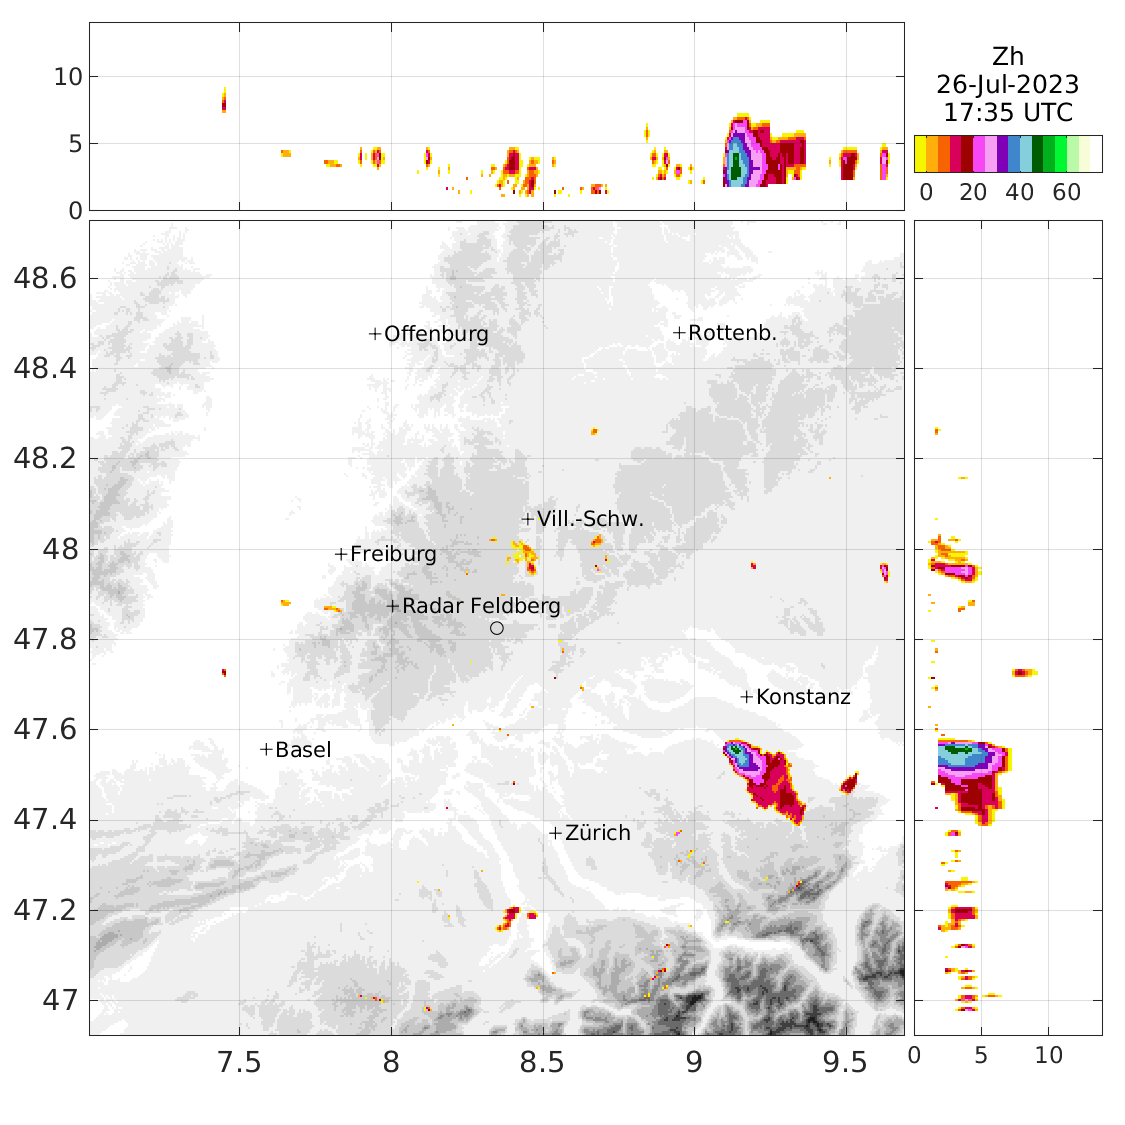 10
5
0
Zh
26-Jul-2023
17:35 UTC
0 20 40 60
48.6
48.4
48.2
48
47.8
47.6
47.4
47.2
47
+Offenburg
+Rottenb.
+Vill.-Schw.
+Freiburg
+Radar Feldberg
+Konstanz
+Basel
+Zürich
7.5 8 8.5 9 9.5
0 5 10